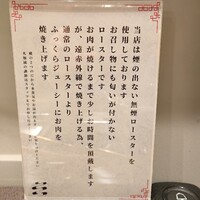 当店は煙の出ない無煙ロースターを
使用しております
お召し物にも匂いが付かない
ロースターです
お肉が焼けるまで少しお時間を頂戴します
が、遠赤外線で焼き上げる為、
通常のロースターより
ふっくらジューシーにお肉を
焼き上げます